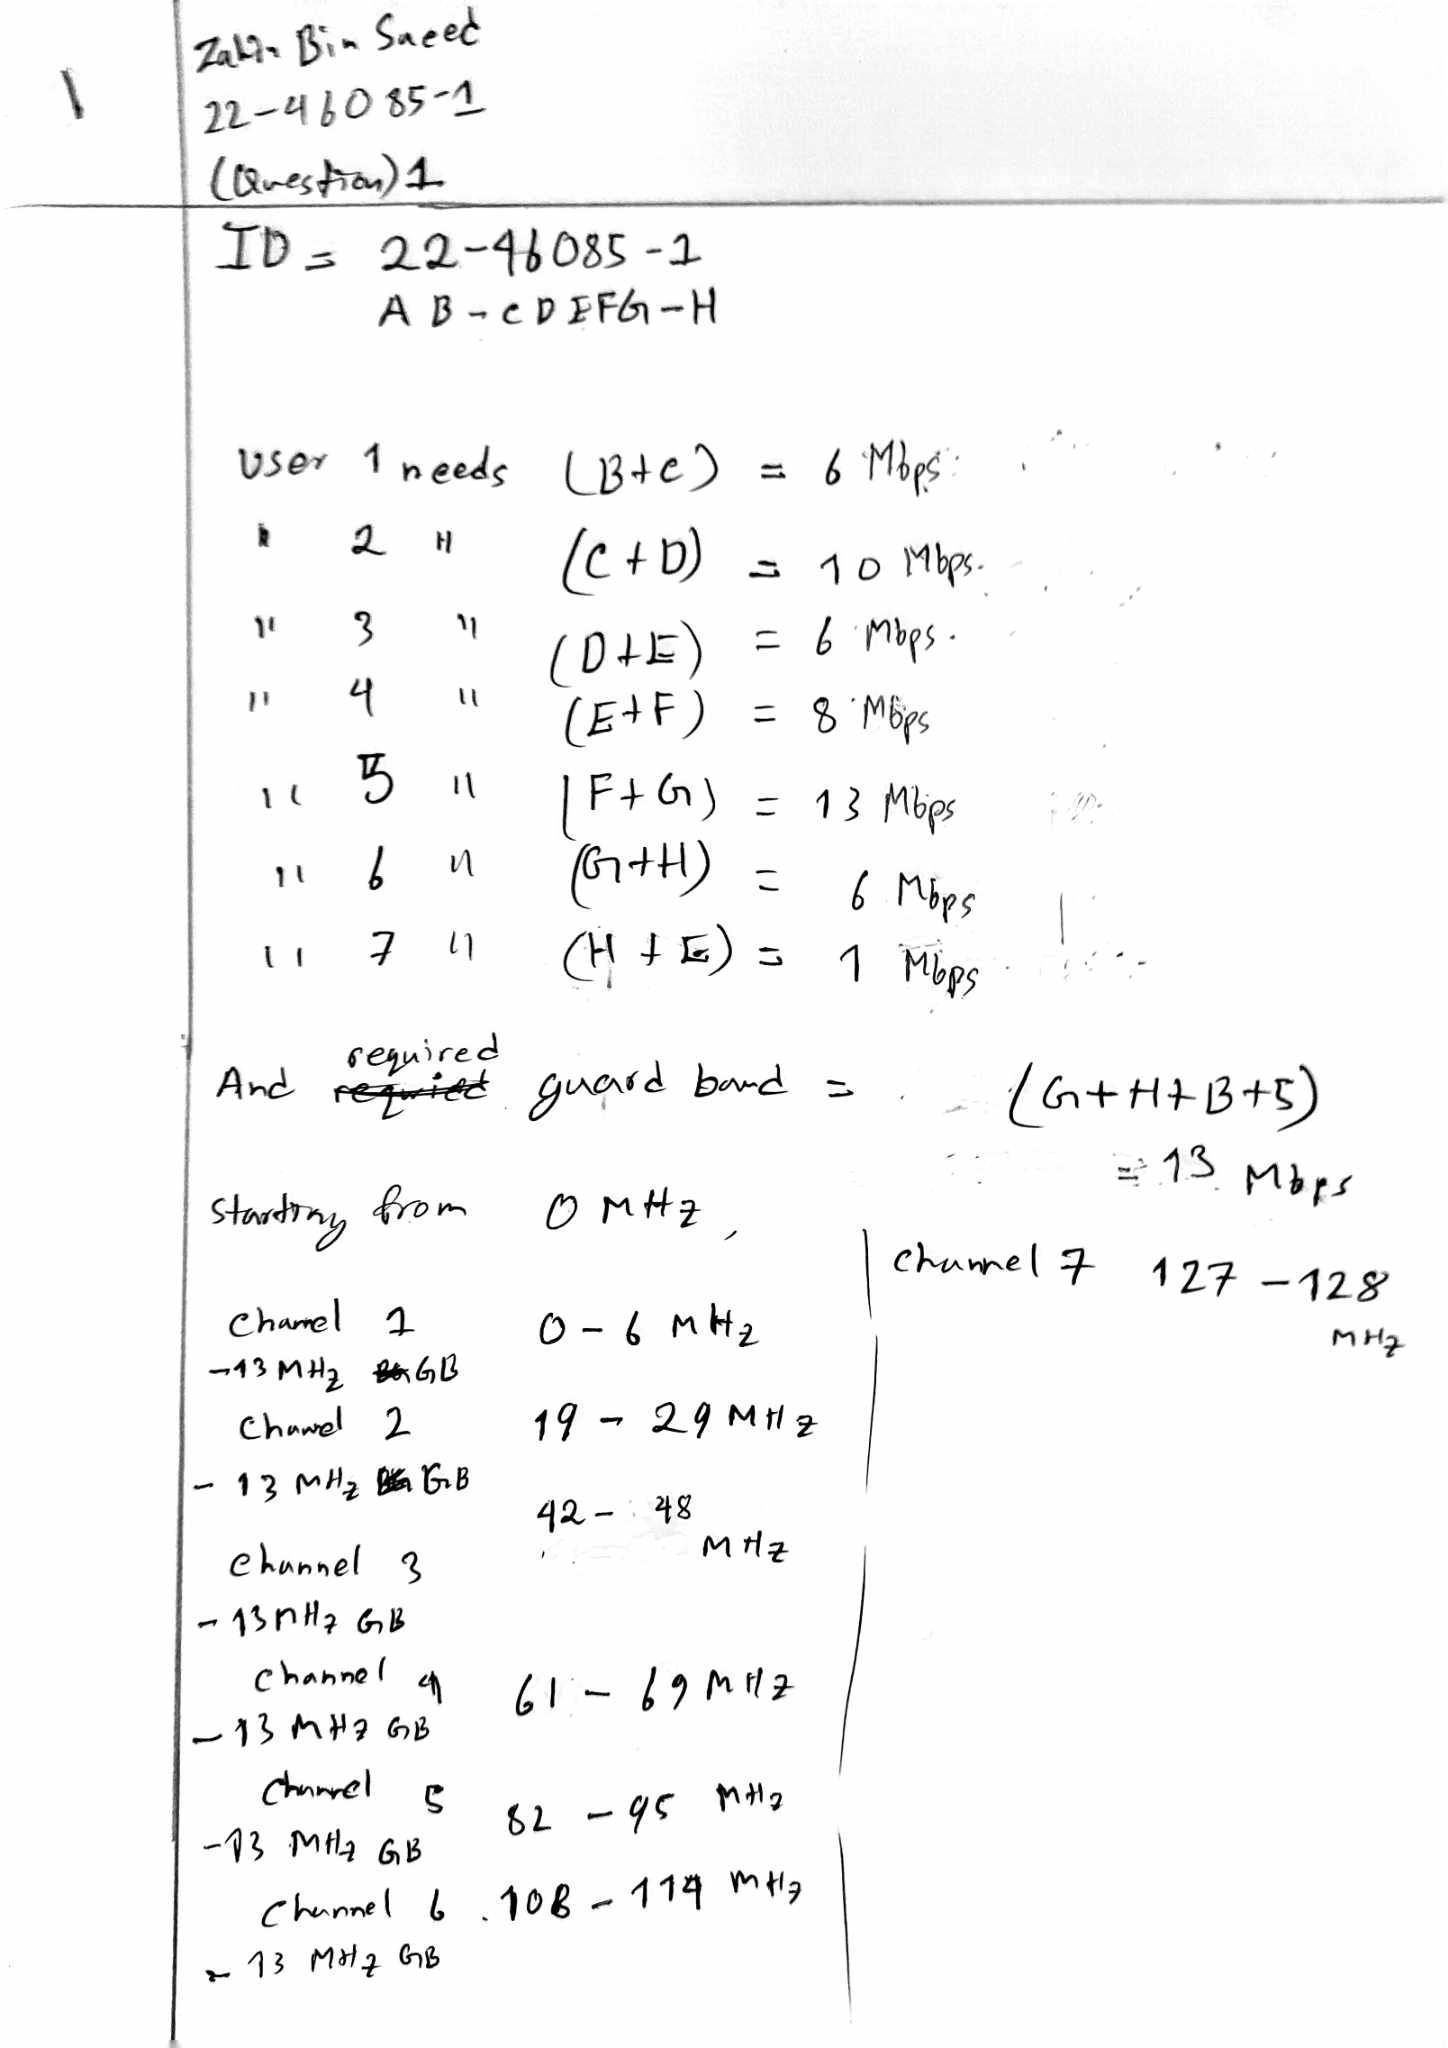 1
Zahin Bin Saeed
22-46085-1
(Question) 1
ID = 22-46085-1
A B - C D E F G - H
User 1 needs (B+C) = 6 Mbps
" 2 " (C+D) = 10 Mbps.
" 3 " (D+E) = 6 Mbps.
" 4 " (E+F) = 8 Mbps
" 5 " (F+G) = 13 Mbps
" 6 " (G+H) = 6 Mbps
" 7 " (H+E) = 1 Mbps
And required guard band = (G+H+B+5)
= 13 Mbps
Starting from 0 MHz,
Channel 1 0-6 MHz
-13 MHz GB
Channel 2 19 - 29 MHz
- 13 MHz GB
Channel 3 42 - 48 MHz
- 13 MHz GB
Channel 4 61 - 69 MHz
- 13 MHz GB
Channel 5 82 - 95 MHz
- 13 MHz GB
Channel 6 108 - 114 MHz
- 13 MHz GB
Channel 7 127 - 128
MHz